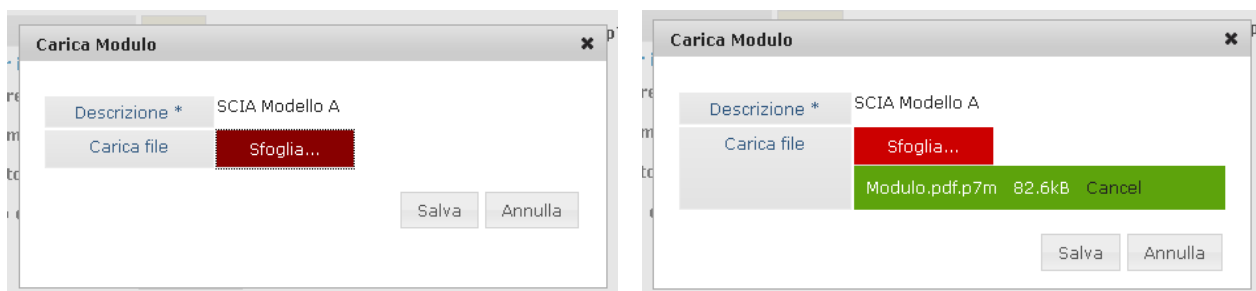 Carica Modulo
Descrizione * SCIA Modello A
Carica file Sfoglia...
Salva Annulla
Carica Modulo
Descrizione * SCIA Modello A
Carica file Sfoglia...
Modulo.pdf.p7m 82.6kB Cancel
Salva Annulla